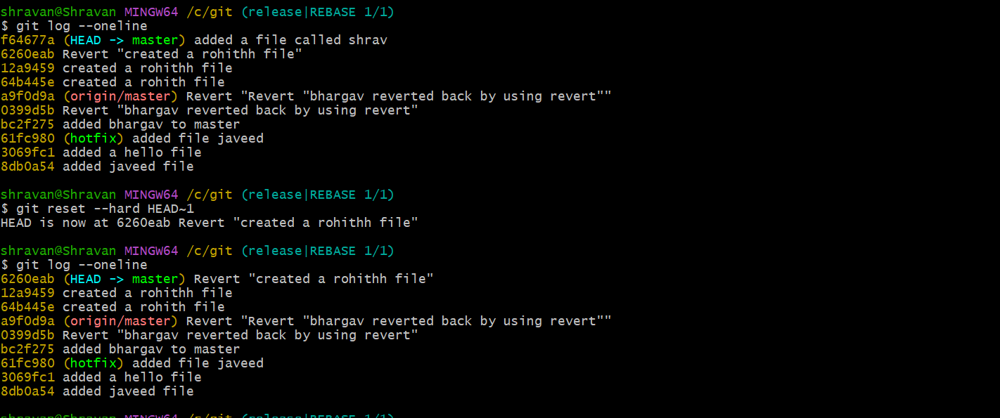 shravan@Shravan MINGW64 /c/git (release|REBASE 1/1)
$ git log --oneline
f64677a (HEAD -> master) added a file called shrav
6260eab Revert "created a rohithh file"
12a9459 created a rohithh file
64b445e created a rohith file
a9f0d9a (origin/master) Revert "Revert "bhargav reverted back by using revert""
0399d5b Revert "bhargav reverted back by using revert"
bc2f275 added bhargav to master
61fc980 (hotfix) added file javeed
3069fc1 added a hello file
8db0a54 added javeed file
shravan@Shravan MINGW64 /c/git (release|REBASE 1/1)
$ git reset --hard HEAD~1
HEAD is now at 6260eab Revert "created a rohithh file"
shravan@Shravan MINGW64 /c/git (release|REBASE 1/1)
$ git log --oneline
6260eab (HEAD -> master) Revert "created a rohithh file"
12a9459 created a rohithh file
64b445e created a rohith file
a9f0d9a (origin/master) Revert "Revert "bhargav reverted back by using revert""
0399d5b Revert "bhargav reverted back by using revert"
bc2f275 added bhargav to master
61fc980 (hotfix) added file javeed
3069fc1 added a hello file
8db0a54 added javeed file
shravan@Shravan MINGW64 /c/git (release|REBASE 1/1)